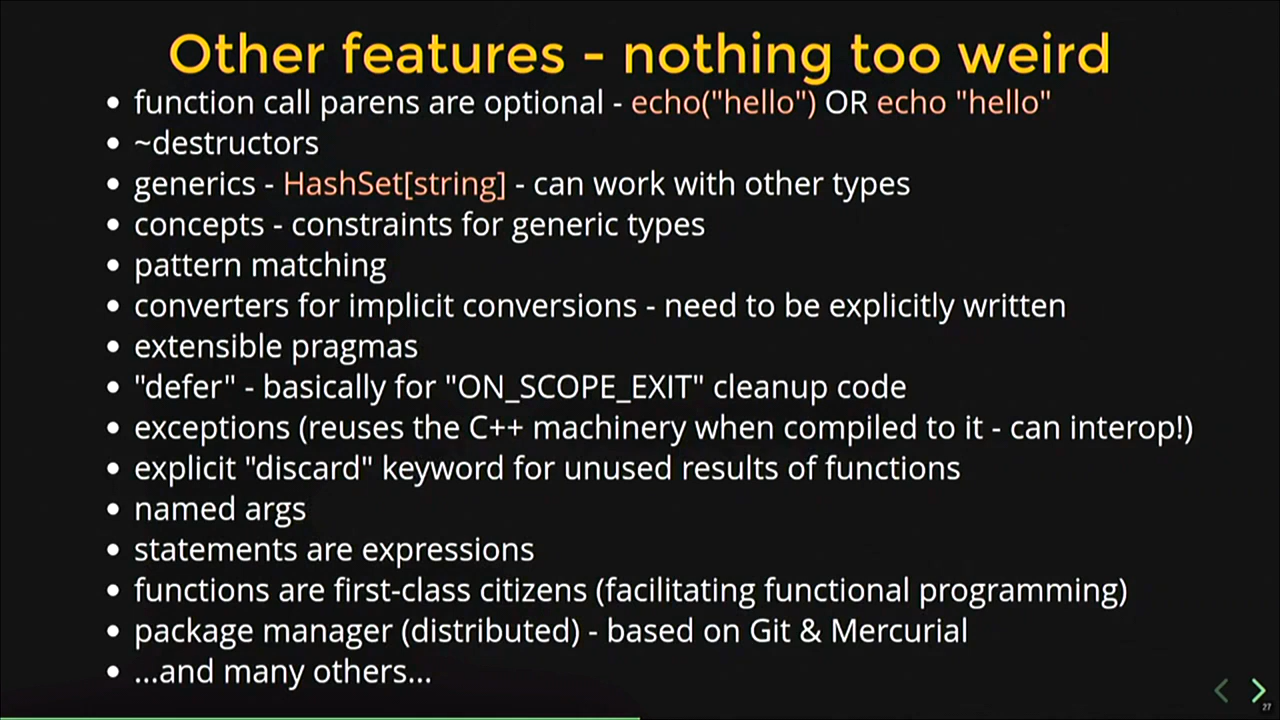 Other features - nothing too weird
• function call parens are optional - echo("hello") OR echo "hello"
• ~destructors
• generics - HashSet[string] - can work with other types
• concepts - constraints for generic types
• pattern matching
• converters for implicit conversions - need to be explicitly written
• extensible pragmas
• "defer" - basically for "ON_SCOPE_EXIT" cleanup code
• exceptions (reuses the C++ machinery when compiled to it - can interop!)
• explicit "discard" keyword for unused results of functions
• named args
• statements are expressions
• functions are first-class citizens (facilitating functional programming)
• package manager (distributed) - based on Git & Mercurial
• ...and many others...
27